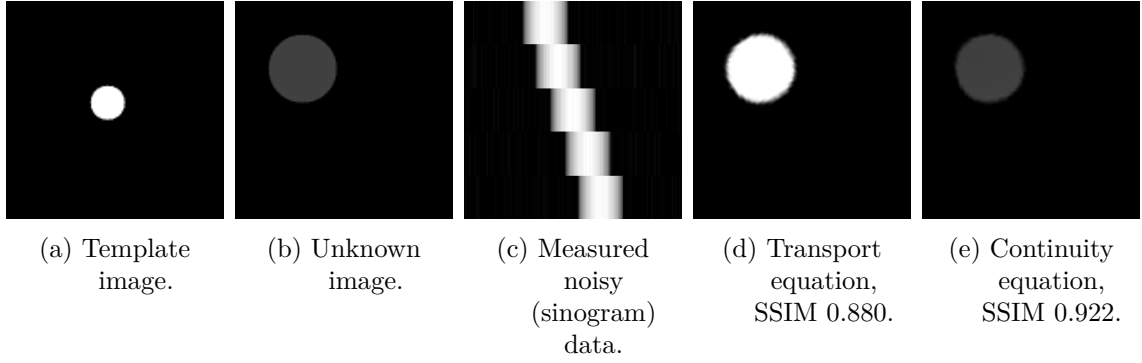 (a) Template
image.
(b) Unknown
image.
(c) Measured
noisy
(sinogram)
data.
(d) Transport
equation,
SSIM 0.880.
(e) Continuity
equation,
SSIM 0.922.